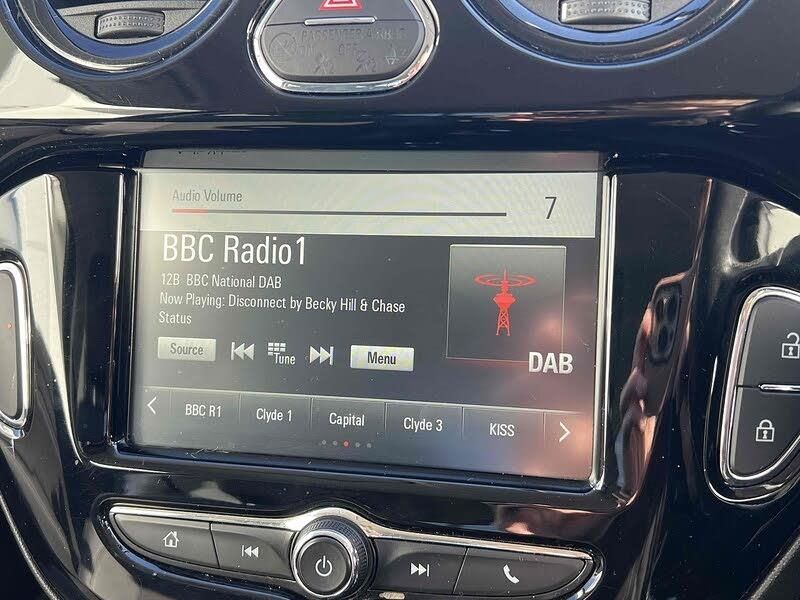 PASSENGER AIRBAG
OFF
Audio Volume
7
BBC Radio1
12B BBC National DAB
Now Playing: Disconnect by Becky Hill & Chase
Status
Source
Tune
Menu
DAB
BBC R1
Clyde 1
Capital
Clyde 3
KISS